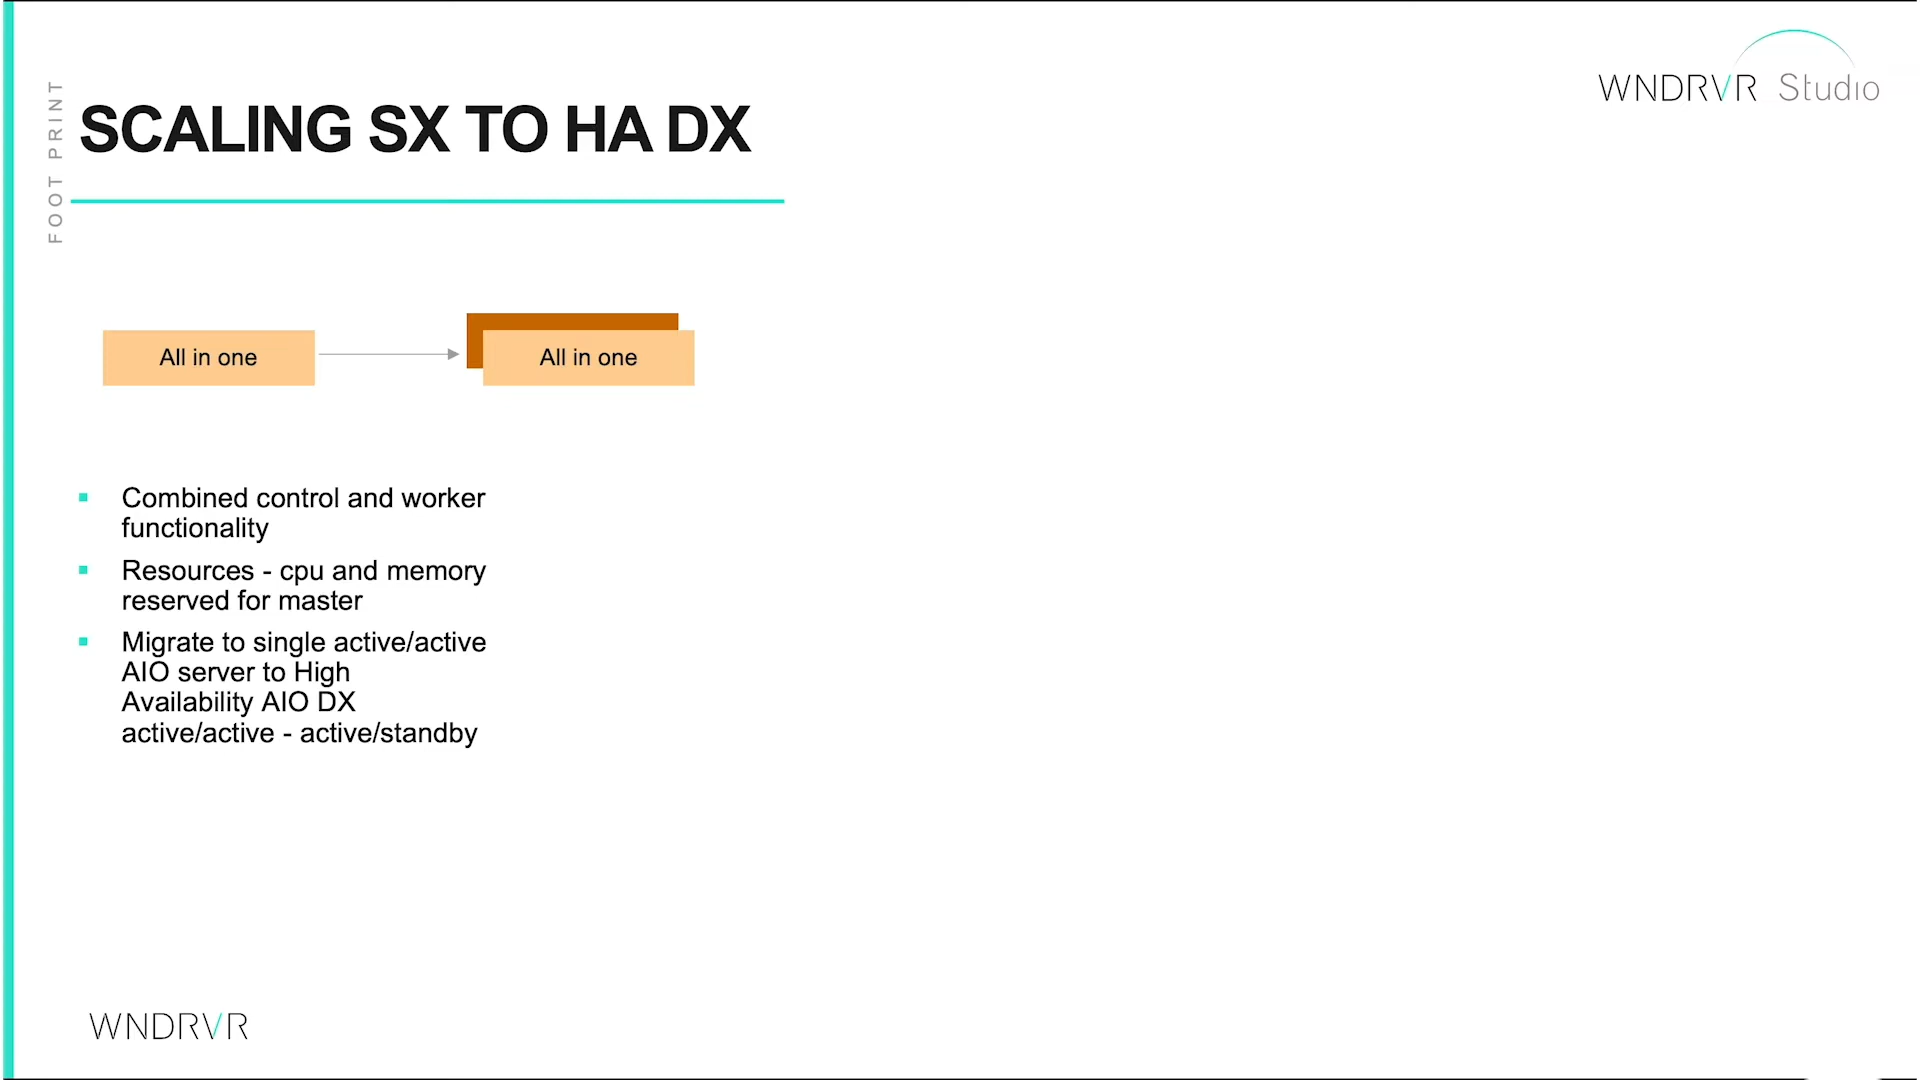 WNDRVR Studio
FOOT PRINT
SCALING SX TO HA DX
All in one
All in one
Combined control and worker
functionality
Resources - cpu and memory
reserved for master
Migrate to single active/active
AIO server to High
Availability AIO DX
active/active - active/standby
WNDRVR